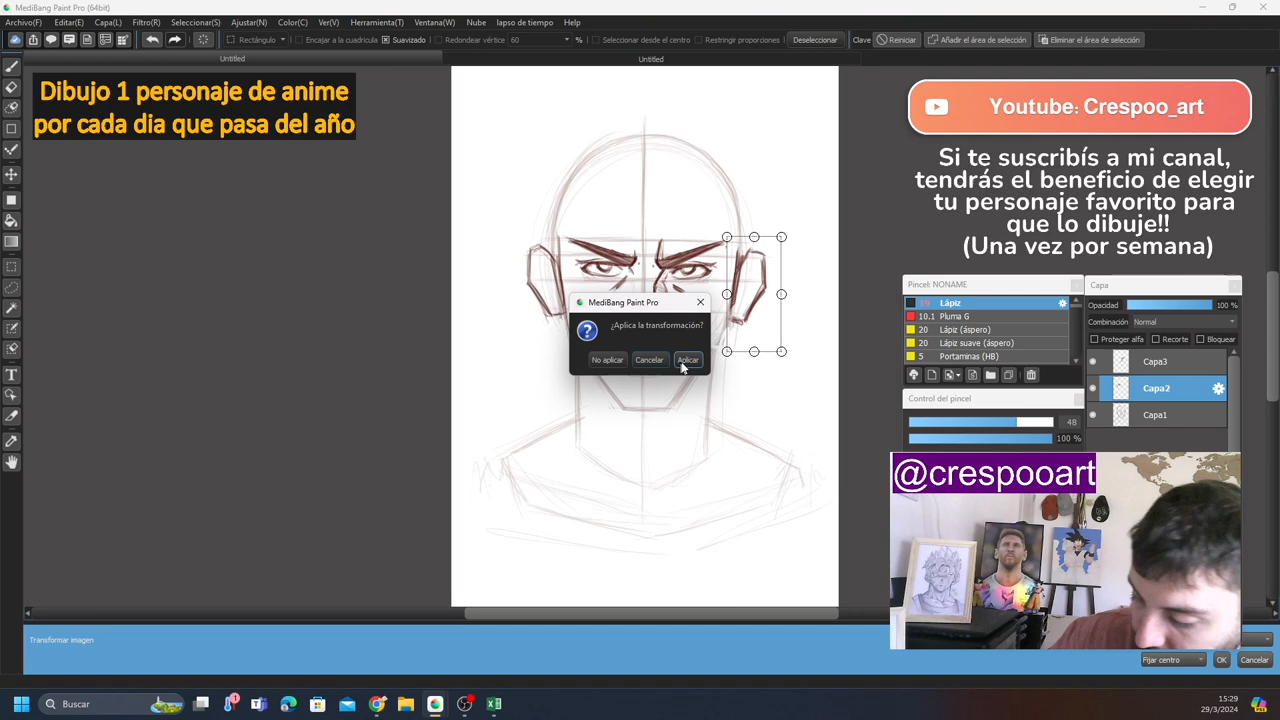 MediBang Paint Pro (64bit)
Archivo(F) Editar(E) Capa(L) Filtro(R) Seleccionar(S) Ajustar(N) Color(C) Ver(V) Herramienta(T) Ventana(W) Nube lapso de tiempo Help
Rectángulo Encajar a la cuadricula Suavizado Redondear vértice 60 % Seleccionar desde el centro Restringir proporciones Deseleccionar Clave Reiniciar Añadir el área de selección Eliminar el área de selección
Untitled Untitled
Dibujo 1 personaje de anime
por cada dia que pasa del año
Youtube: Crespoo_art
Si te suscribís a mi canal,
tendrás el beneficio de elegir
tu personaje favorito para
que lo dibuje!!
(Una vez por semana)
Pincel: NONAME
Lápiz
10.1 Pluma G
20 Lápiz (áspero)
20 Lápiz suave (áspero)
5 Portaminas (HB)
Control del pincel
48
100 %
Capa
Opacidad 100 %
Combinación Normal
Proteger alfa Recorte Bloquear
Capa3
Capa2
Capa1
MediBang Paint Pro
¿Aplica la transformación?
No aplicar Cancelar Aplicar
@crespooart
Transformar imagen
Fijar centro OK Cancelar
Buscar
1
15:29
29/3/2024